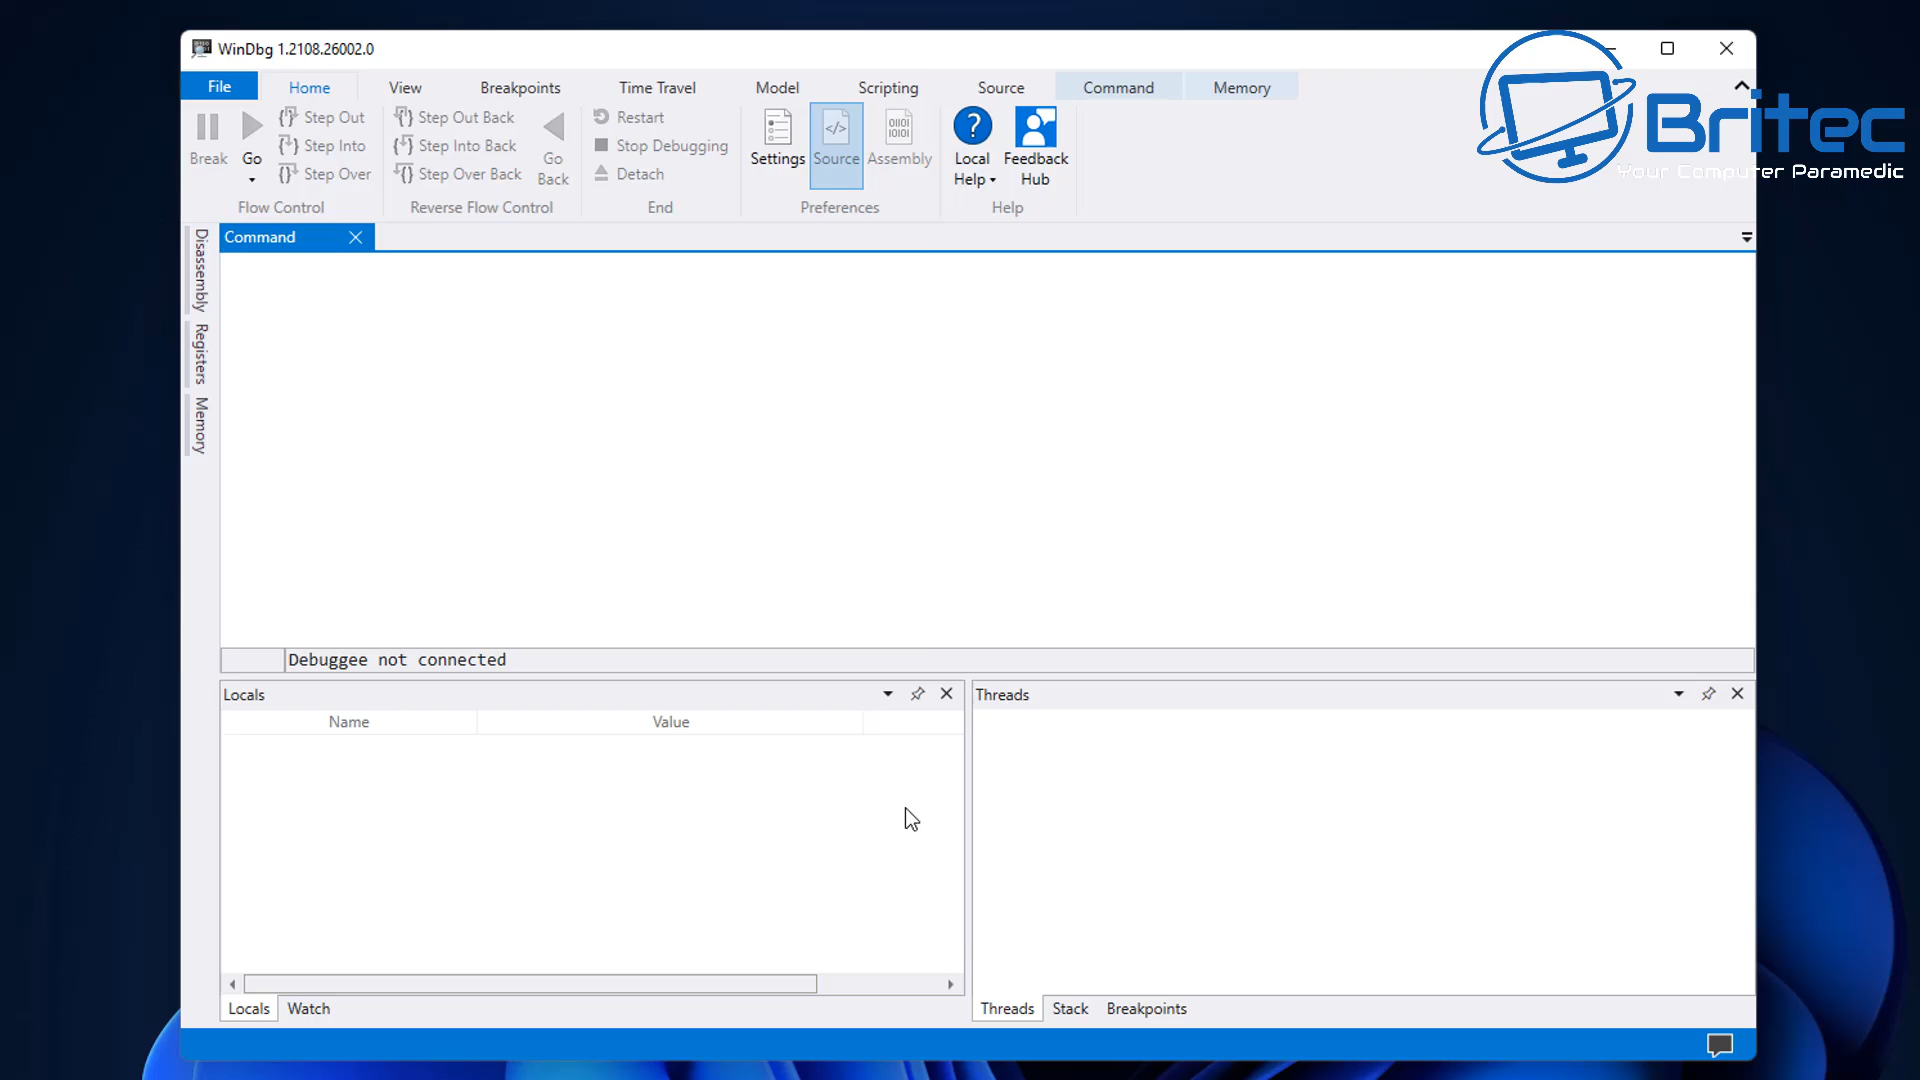 WinDbg 1.2108.26002.0
File
Home
View
Breakpoints
Time Travel
Model
Scripting
Source
Command
Memory
Break
Go
Step Out
Step Into
Step Over
Flow Control
Step Out Back
Step Into Back
Step Over Back
Go
Back
Reverse Flow Control
Restart
Stop Debugging
Detach
End
Settings
Source
Assembly
Preferences
Local
Help
Feedback
Hub
Help
Britec
Your Computer Paramedic
Disassembly
Registers
Memory
Command
Debuggee not connected
Locals
Name
Value
Locals
Watch
Threads
Threads
Stack
Breakpoints